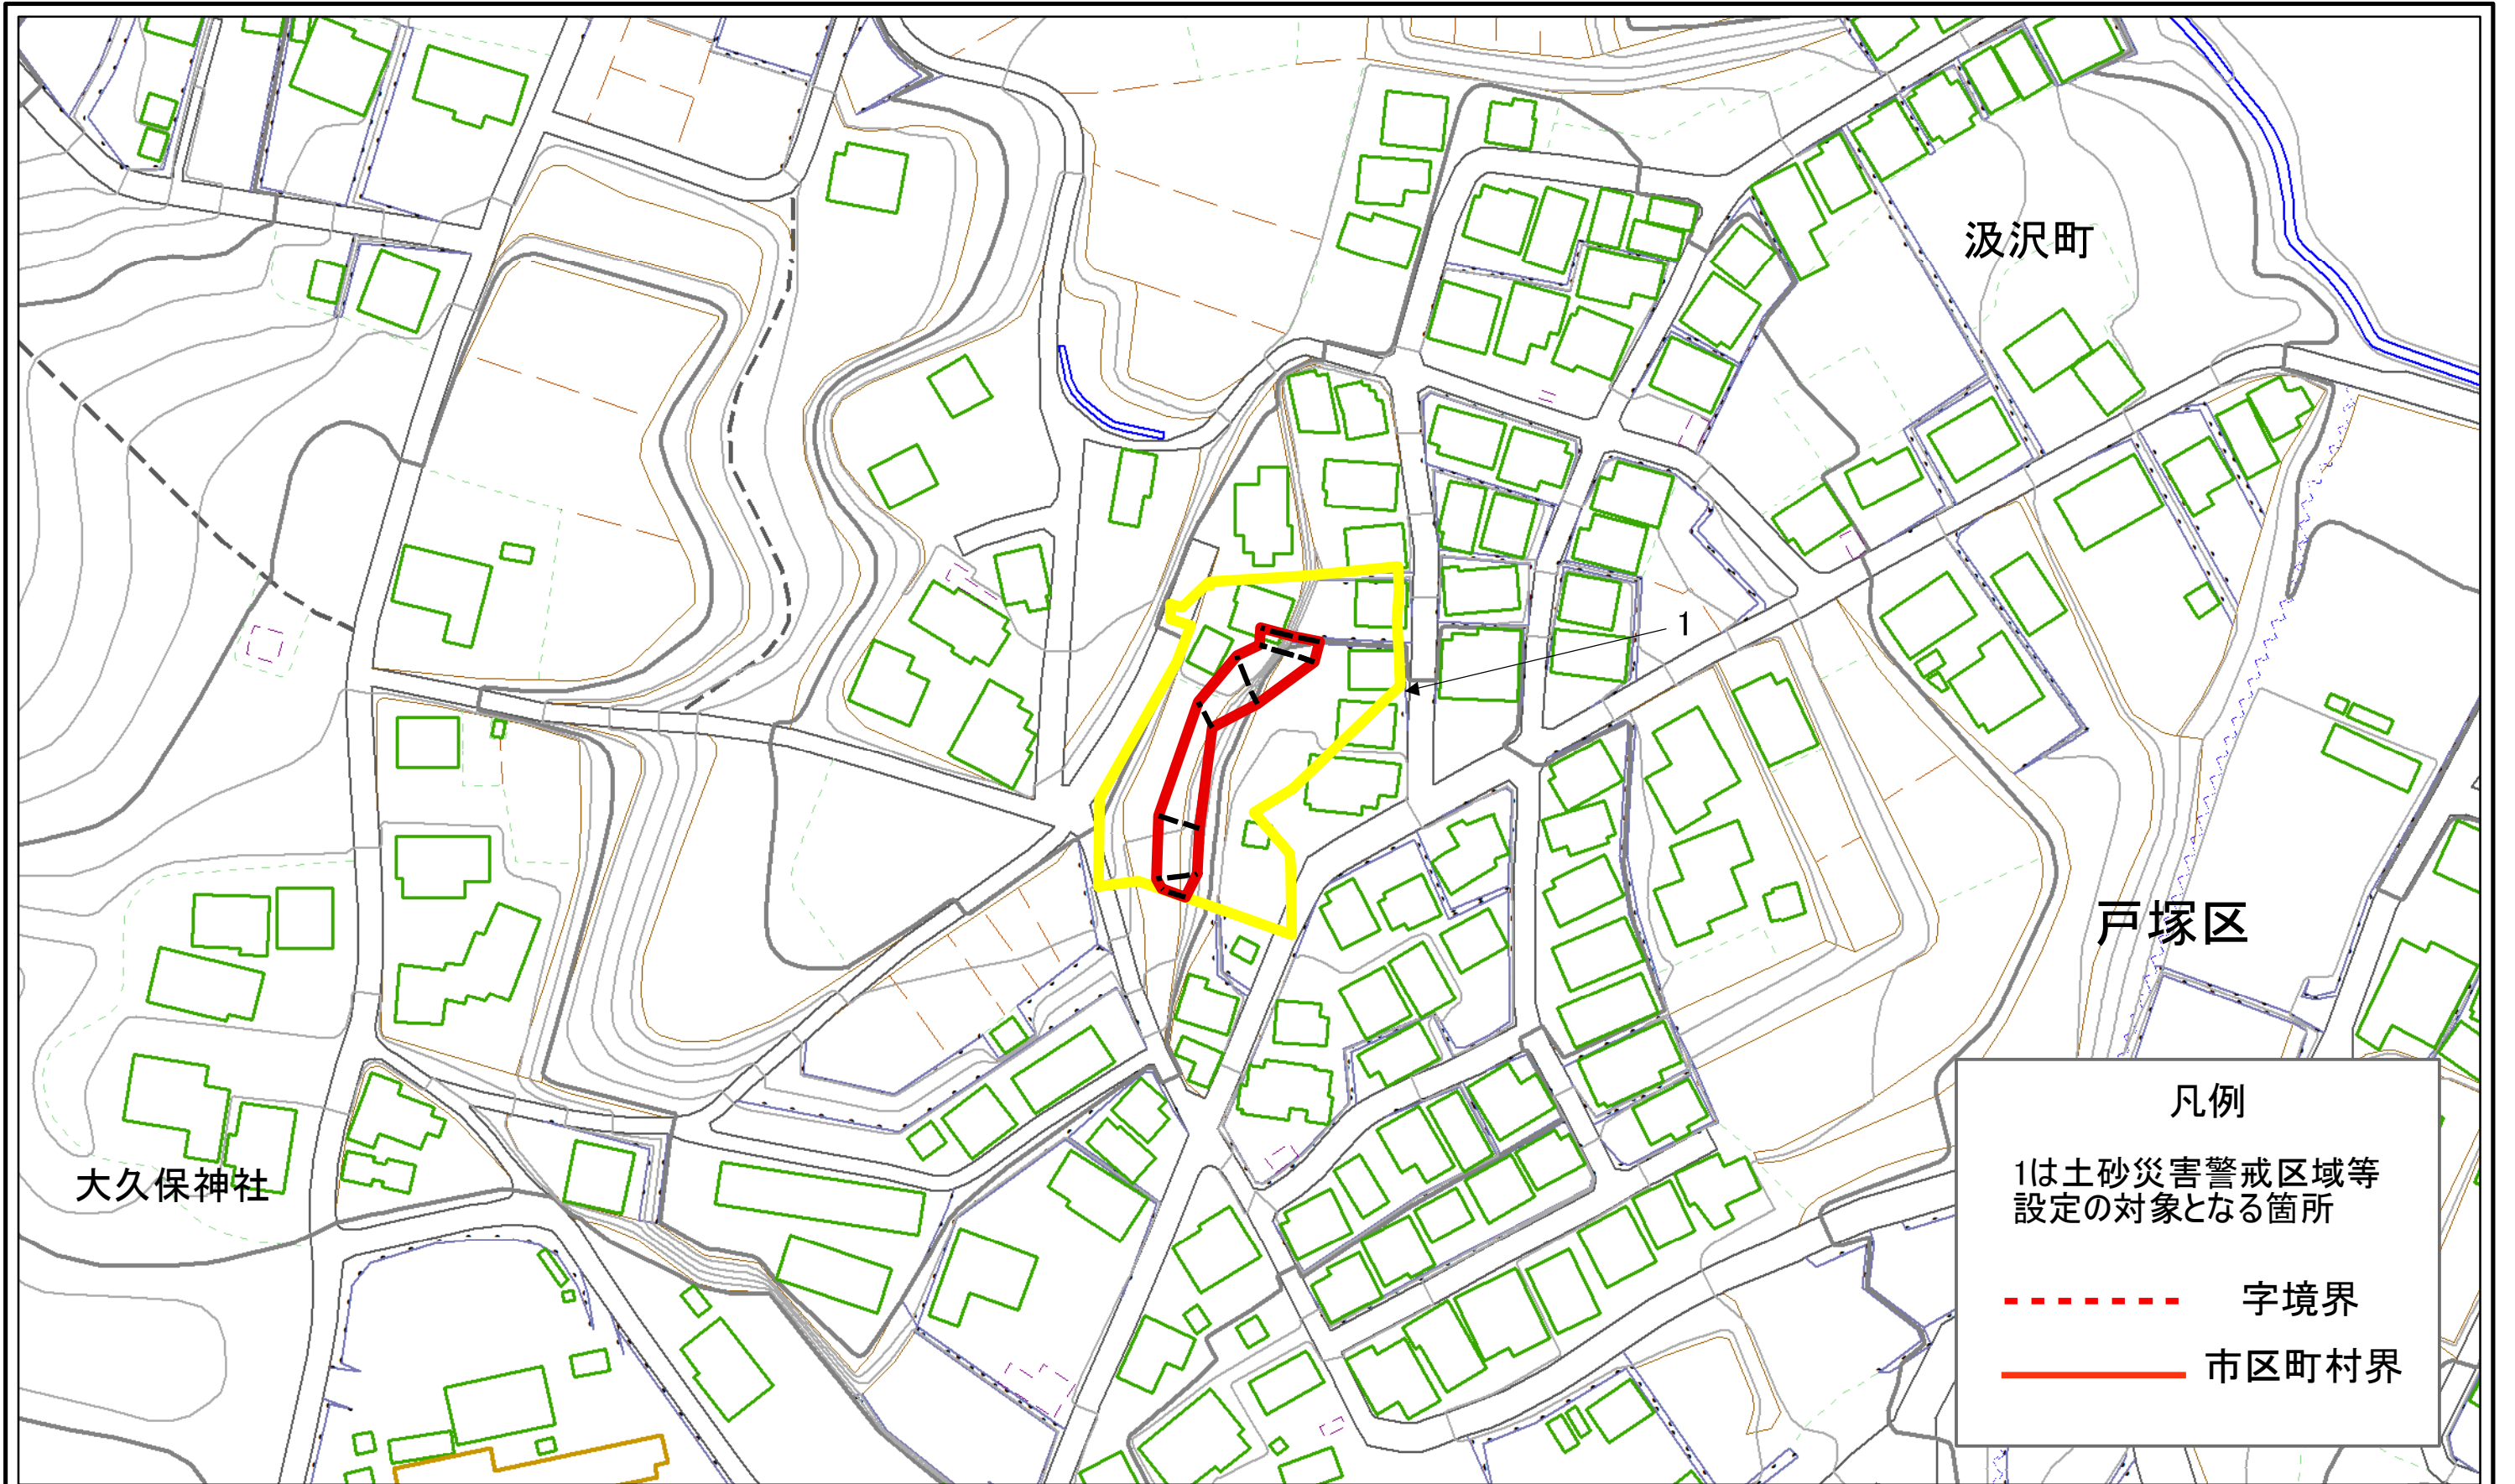 汲沢町
1
戸塚区
大久保神社
凡例
1は土砂災害警戒区域等
設定の対象となる箇所
字境界
市区町村界